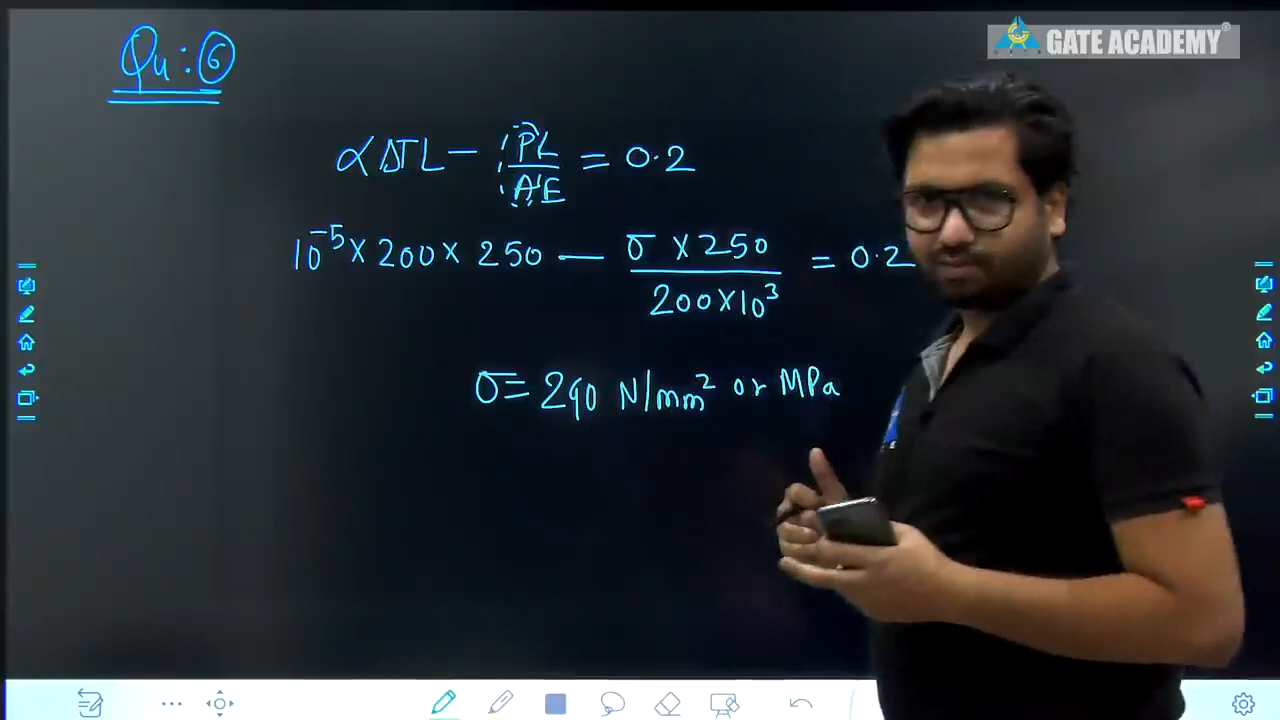 Qu: 6
GATE ACADEMY®
αΔTL − PL/AE = 0.2
10⁻⁵ × 200 × 250 − σ × 250 / 200×10³ = 0.2
σ = 240 N/mm² or MPa